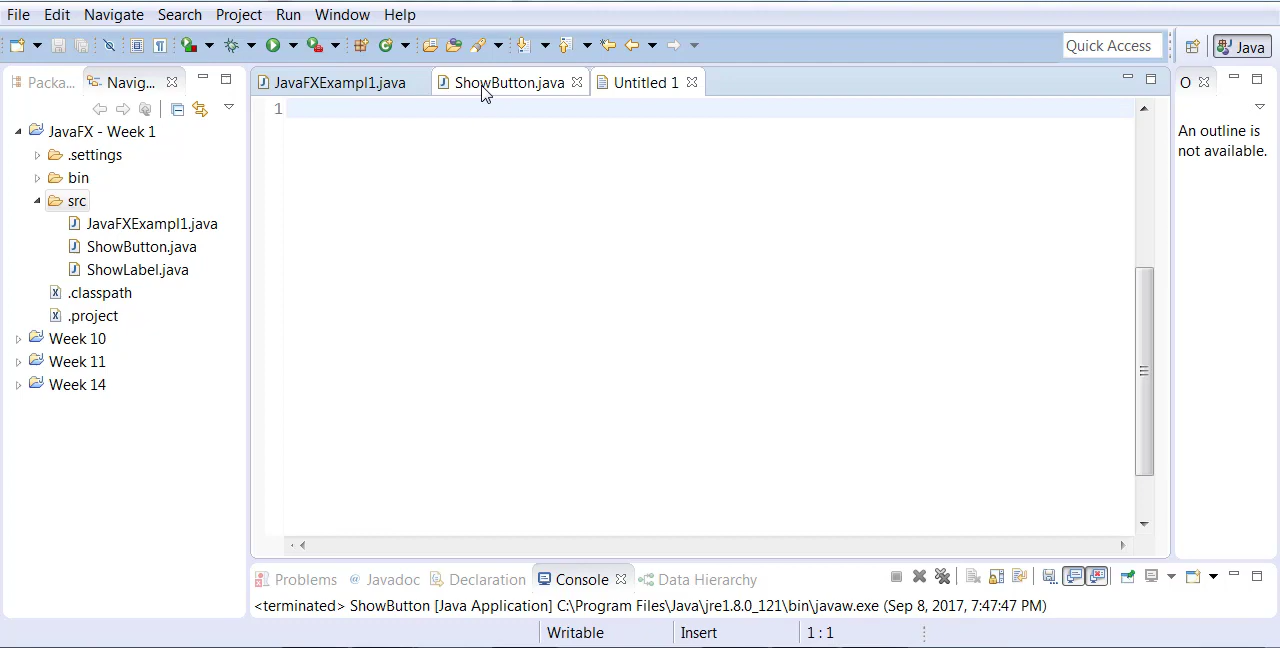 File Edit Navigate Search Project Run Window Help
Quick Access Java
Packa... Navig... JavaFXExampl1.java ShowButton.java Untitled 1 O
1
JavaFX - Week 1
.settings
bin
src
JavaFXExampl1.java
ShowButton.java
ShowLabel.java
.classpath
.project
Week 10
Week 11
Week 14
An outline is
not available.
Problems @ Javadoc Declaration Console Data Hierarchy
<terminated> ShowButton [Java Application] C:\Program Files\Java\jre1.8.0_121\bin\javaw.exe (Sep 8, 2017, 7:47:47 PM)
Writable Insert 1 : 1